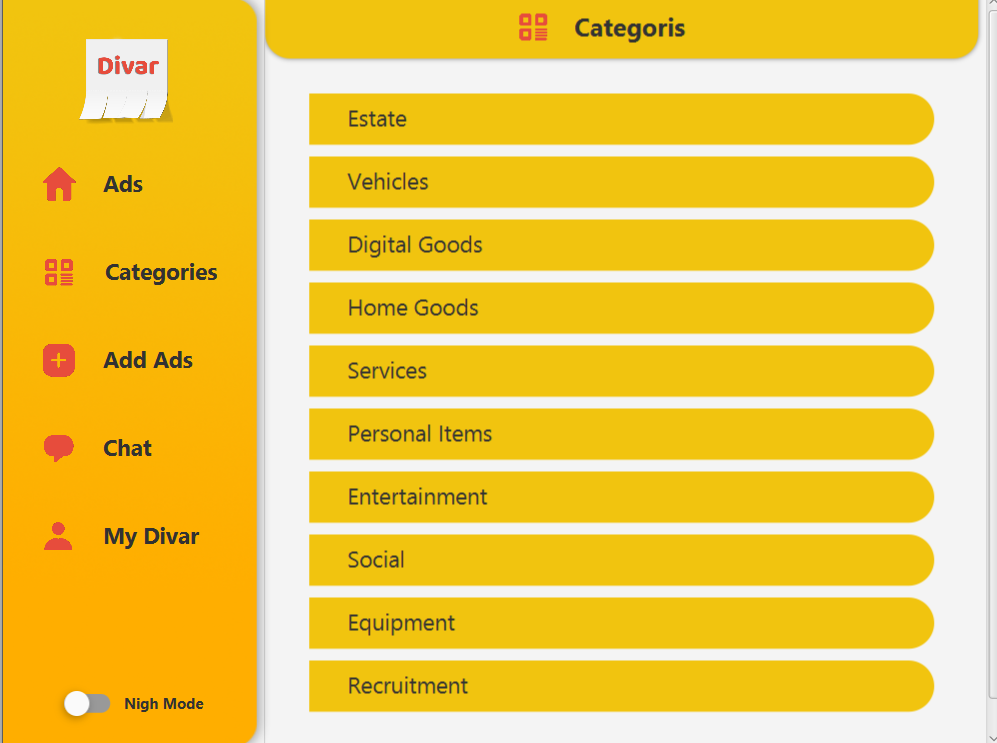 Divar
Ads
Categories
Add Ads
Chat
My Divar
Nigh Mode
Categoris
Estate
Vehicles
Digital Goods
Home Goods
Services
Personal Items
Entertainment
Social
Equipment
Recruitment